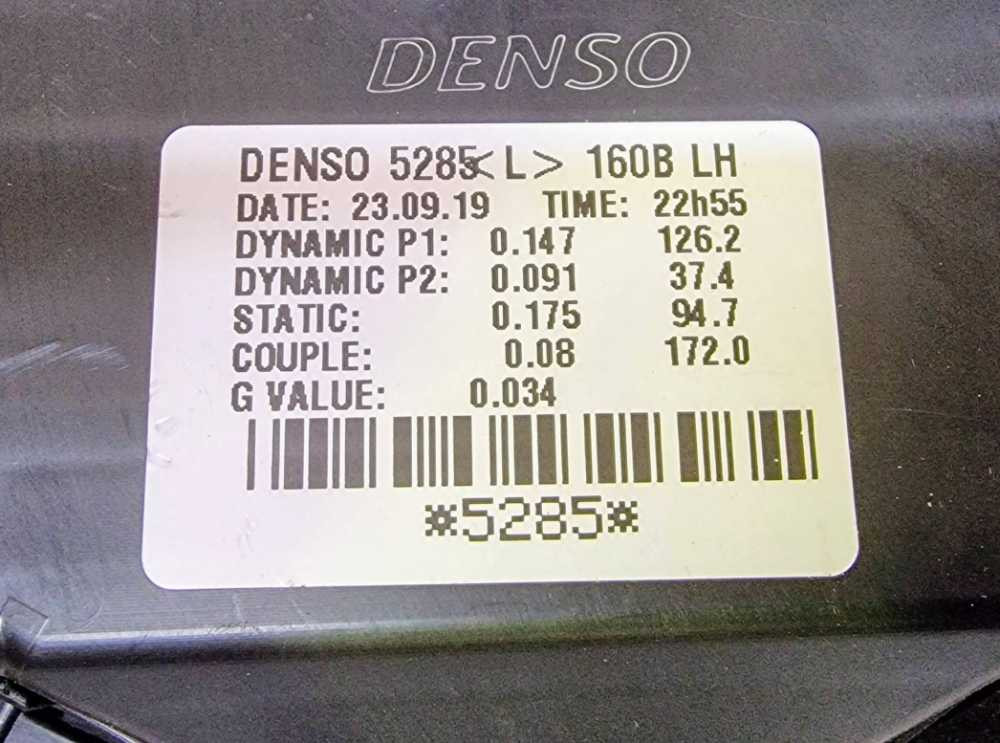 DENSO
DENSO 5285<L> 160B LH
DATE: 23.09.19 TIME: 22h55
DYNAMIC P1: 0.147 126.2
DYNAMIC P2: 0.091 37.4
STATIC: 0.175 94.7
COUPLE: 0.08 172.0
G VALUE: 0.034
*5285*